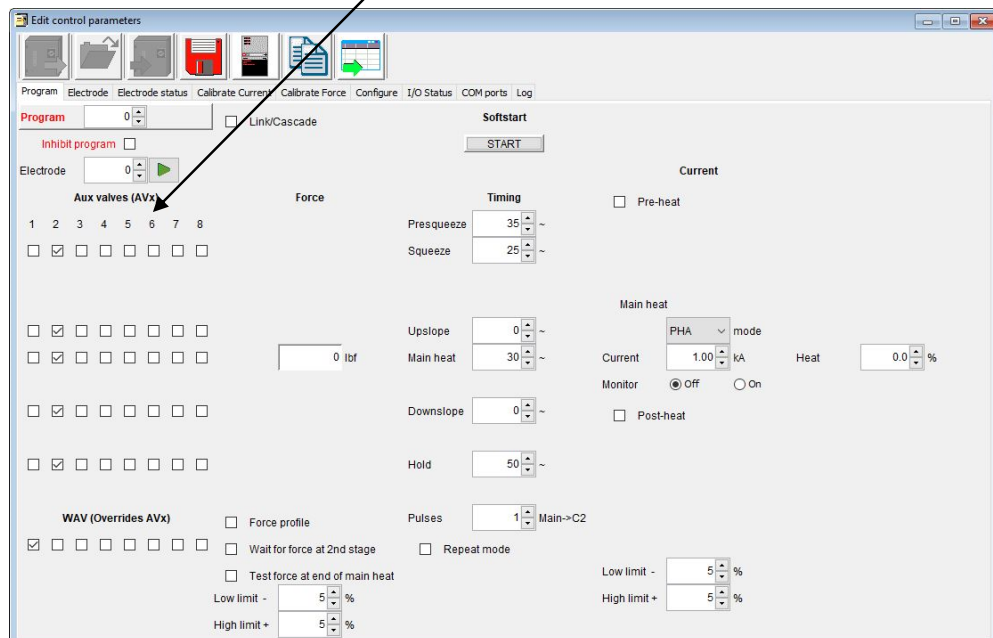 Edit control parameters
Program Electrode Electrode status Calibrate Current Calibrate Force Configure I/O Status COM ports Log
Program 0 Link/Cascade Softstart
Inhibit program START
Electrode 0 Current
Aux valves (AVx) Force Timing Pre-heat
1 2 3 4 5 6 7 8 Presqueeze 35 ~
Squeeze 25 ~
Main heat
Upslope 0 ~ PHA mode
0 lbf Main heat 30 ~ Current 1.00 kA Heat 0.0 %
Monitor Off On
Downslope 0 ~ Post-heat
Hold 50 ~
WAV (Overrides AVx) Force profile Pulses 1 Main->C2
Wait for force at 2nd stage Repeat mode
Test force at end of main heat Low limit - 5 %
Low limit - 5 % High limit + 5 %
High limit + 5 %